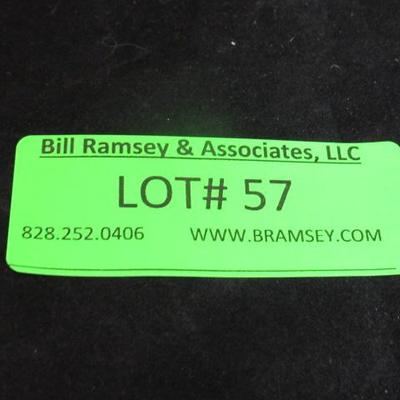 Bill Ramsey & Associates, LLC
LOT# 57
828.252.0406 WWW.BRAMSEY.COM